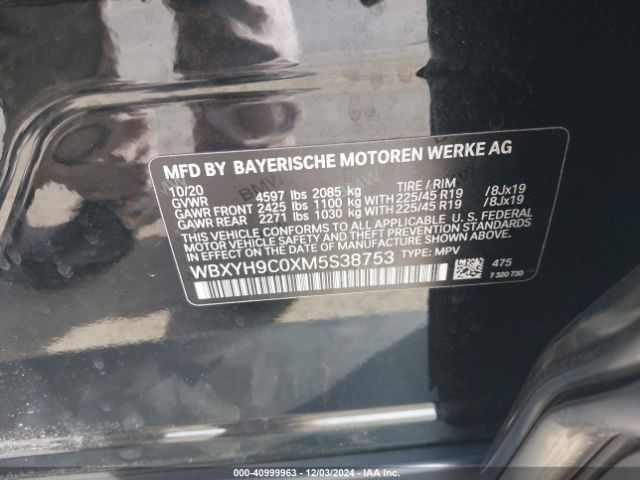 MFD BY BAYERISCHE MOTOREN WERKE AG
10/20
GVWR 4597 lbs 2085 kg TIRE / RIM
GAWR FRONT 2425 lbs 1100 kg WITH 225/45 R19 /8Jx19
GAWR REAR 2271 lbs 1030 kg WITH 225/45 R19 /8Jx19
THIS VEHICLE CONFORMS TO ALL APPLICABLE U.S. FEDERAL
MOTOR VEHICLE SAFETY STANDARDS
IN EFFECT ON THE DATE OF MANUFACTURE SHOWN ABOVE.
WBXYH9C0XM5S38753 TYPE: MPV
475
7 320 730
000-40999963 - 12/03/2024 - IAA Inc.